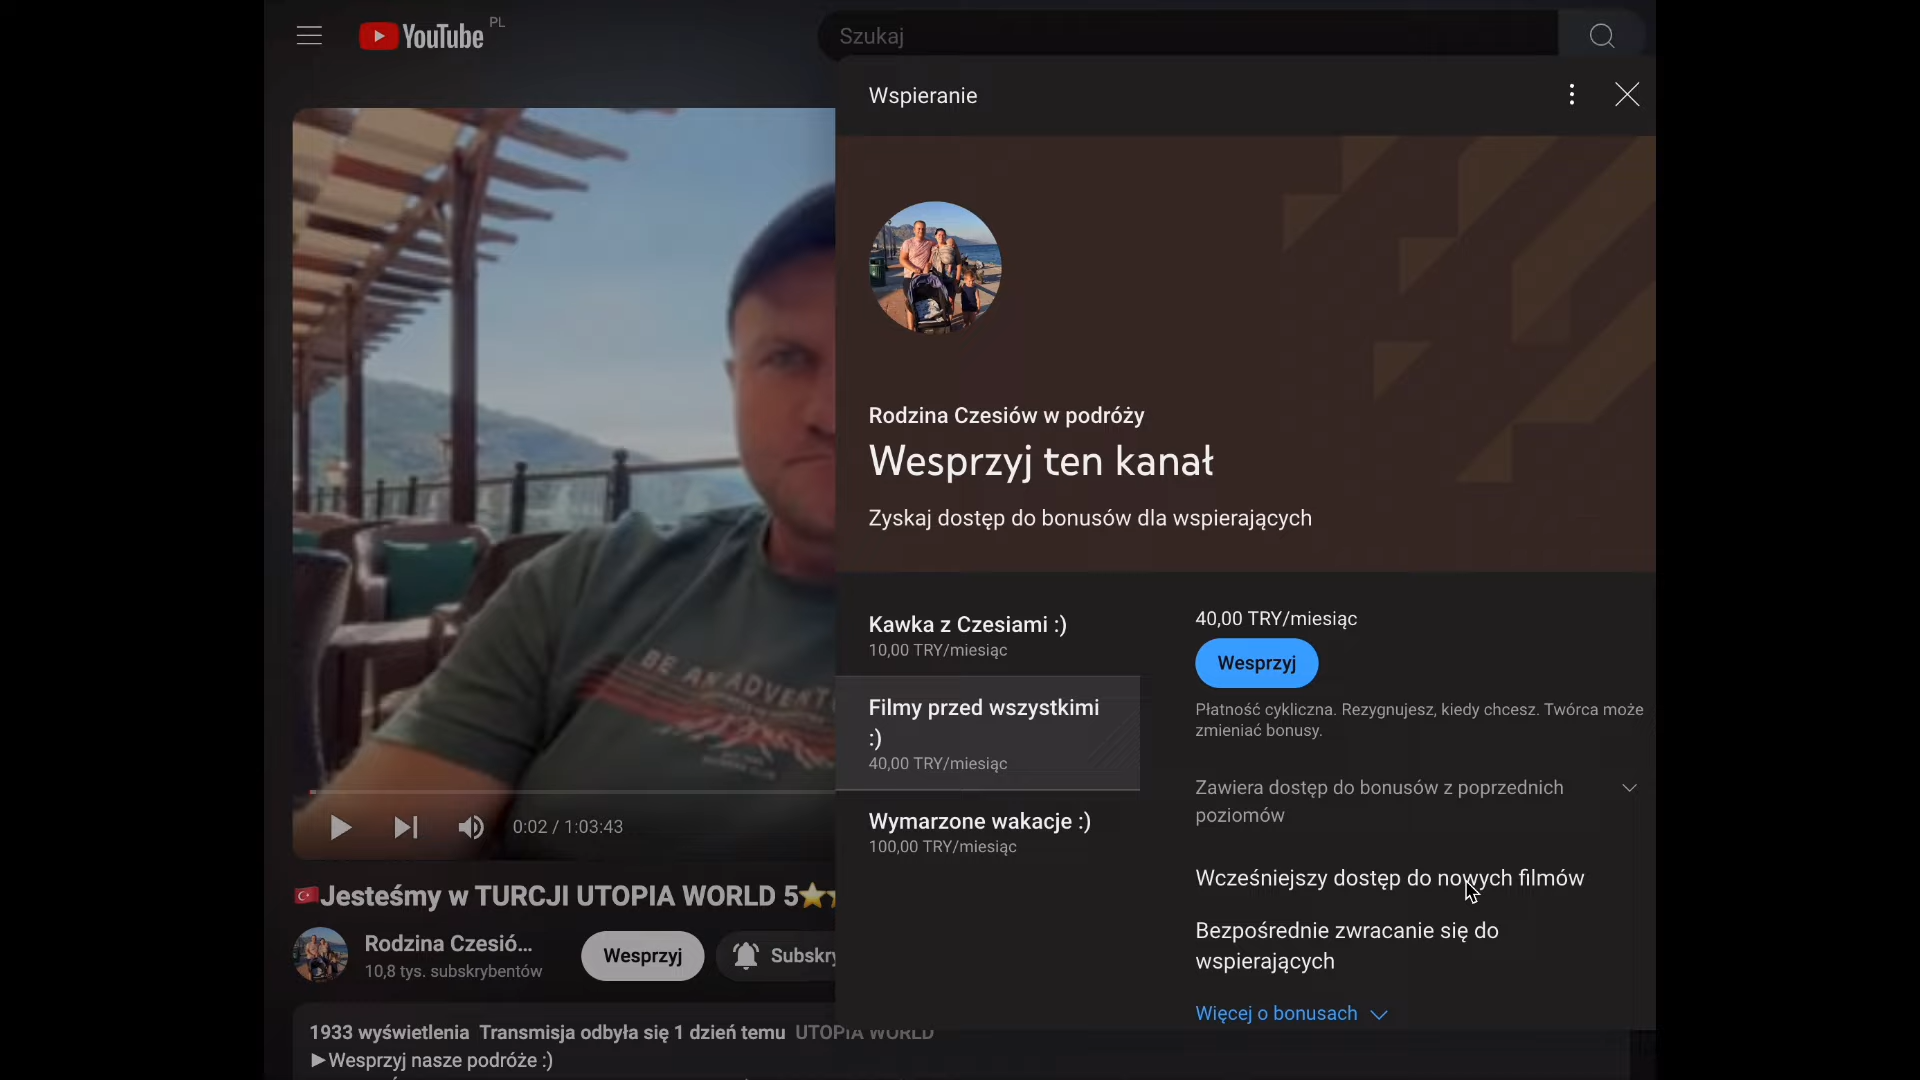 YouTube PL
Szukaj
Wspieranie
Rodzina Czesiów w podróży
Wesprzyj ten kanał
Zyskaj dostęp do bonusów dla wspierających
Kawka z Czesiami :)
10,00 TRY/miesiąc
Filmy przed wszystkimi
:)
40,00 TRY/miesiąc
Wymarzone wakacje :)
100,00 TRY/miesiąc
40,00 TRY/miesiąc
Wesprzyj
Płatność cykliczna. Rezygnujesz, kiedy chcesz. Twórca może
zmieniać bonusy.
Zawiera dostęp do bonusów z poprzednich
poziomów
Wcześniejszy dostęp do nowych filmów
Bezpośrednie zwracanie się do
wspierających
Więcej o bonusach
BE AN ADVENT
0:02 / 1:03:43
Jesteśmy w TURCJI UTOPIA WORLD 5
Rodzina Czesió...
10,8 tys. subskrybentów
Wesprzyj
Subskry
1933 wyświetlenia Transmisja odbyła się 1 dzień temu UTOPIA WORLD
▶Wesprzyj nasze podróże :)